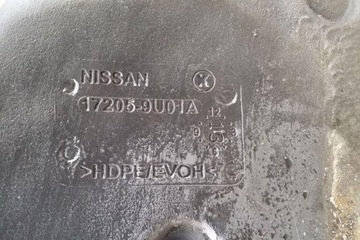 NISSAN K
17205-9U01A
>HDPE/EVOH<